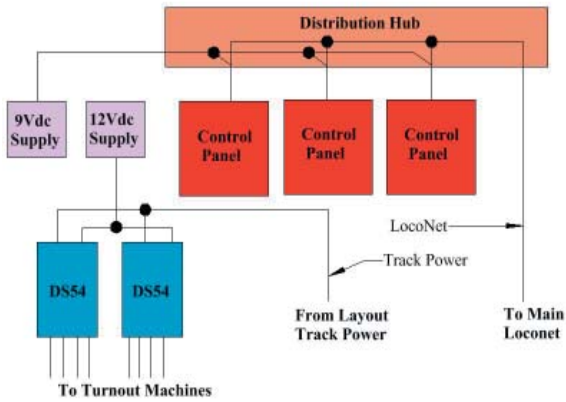 Distribution Hub
9Vdc
Supply
12Vdc
Supply
Control
Panel
Control
Panel
Control
Panel
LocoNet
Track Power
DS54
DS54
From Layout
Track Power
To Main
Loconet
To Turnout Machines